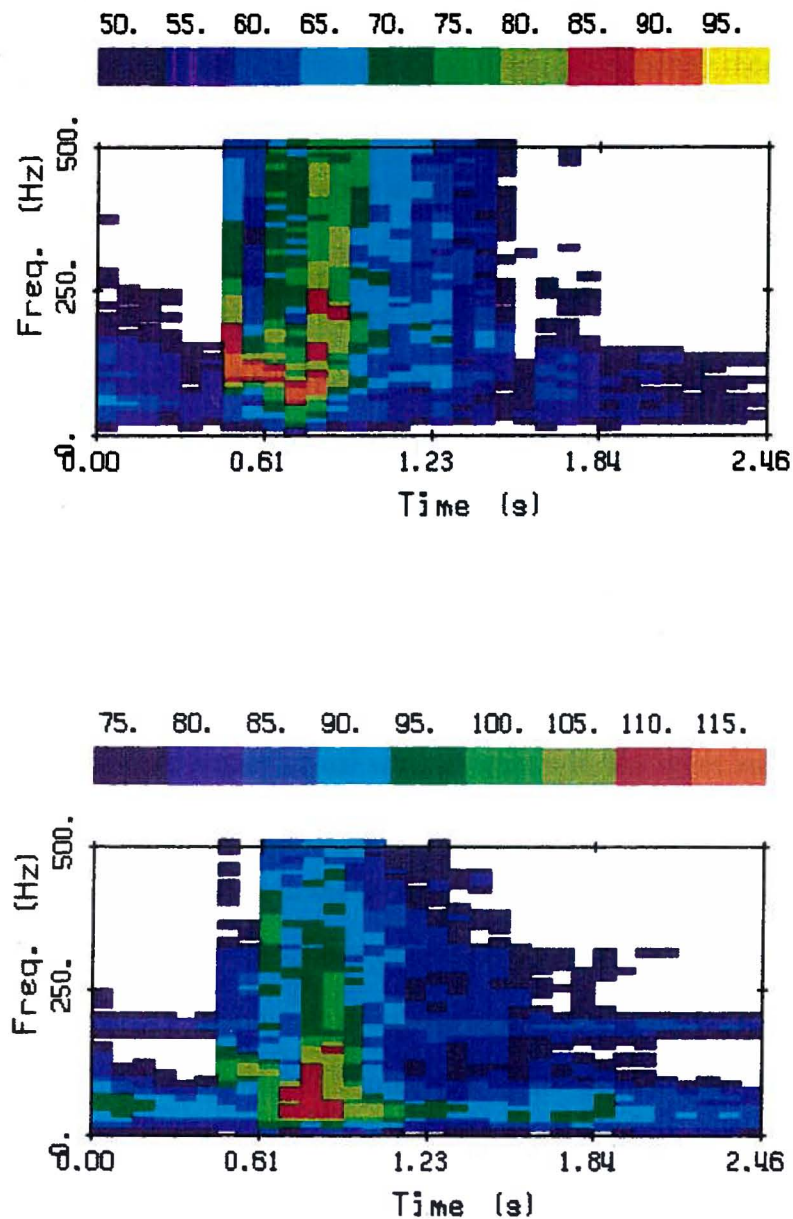 50. 55. 60. 65. 70. 75. 80. 85. 90. 95.
500.
250.
0.
Freq. (Hz)
0.00 0.61 1.23 1.84 2.46
Time (s)
75. 80. 85. 90. 95. 100. 105. 110. 115.
500.
250.
0.
Freq. (Hz)
0.00 0.61 1.23 1.84 2.46
Time (s)